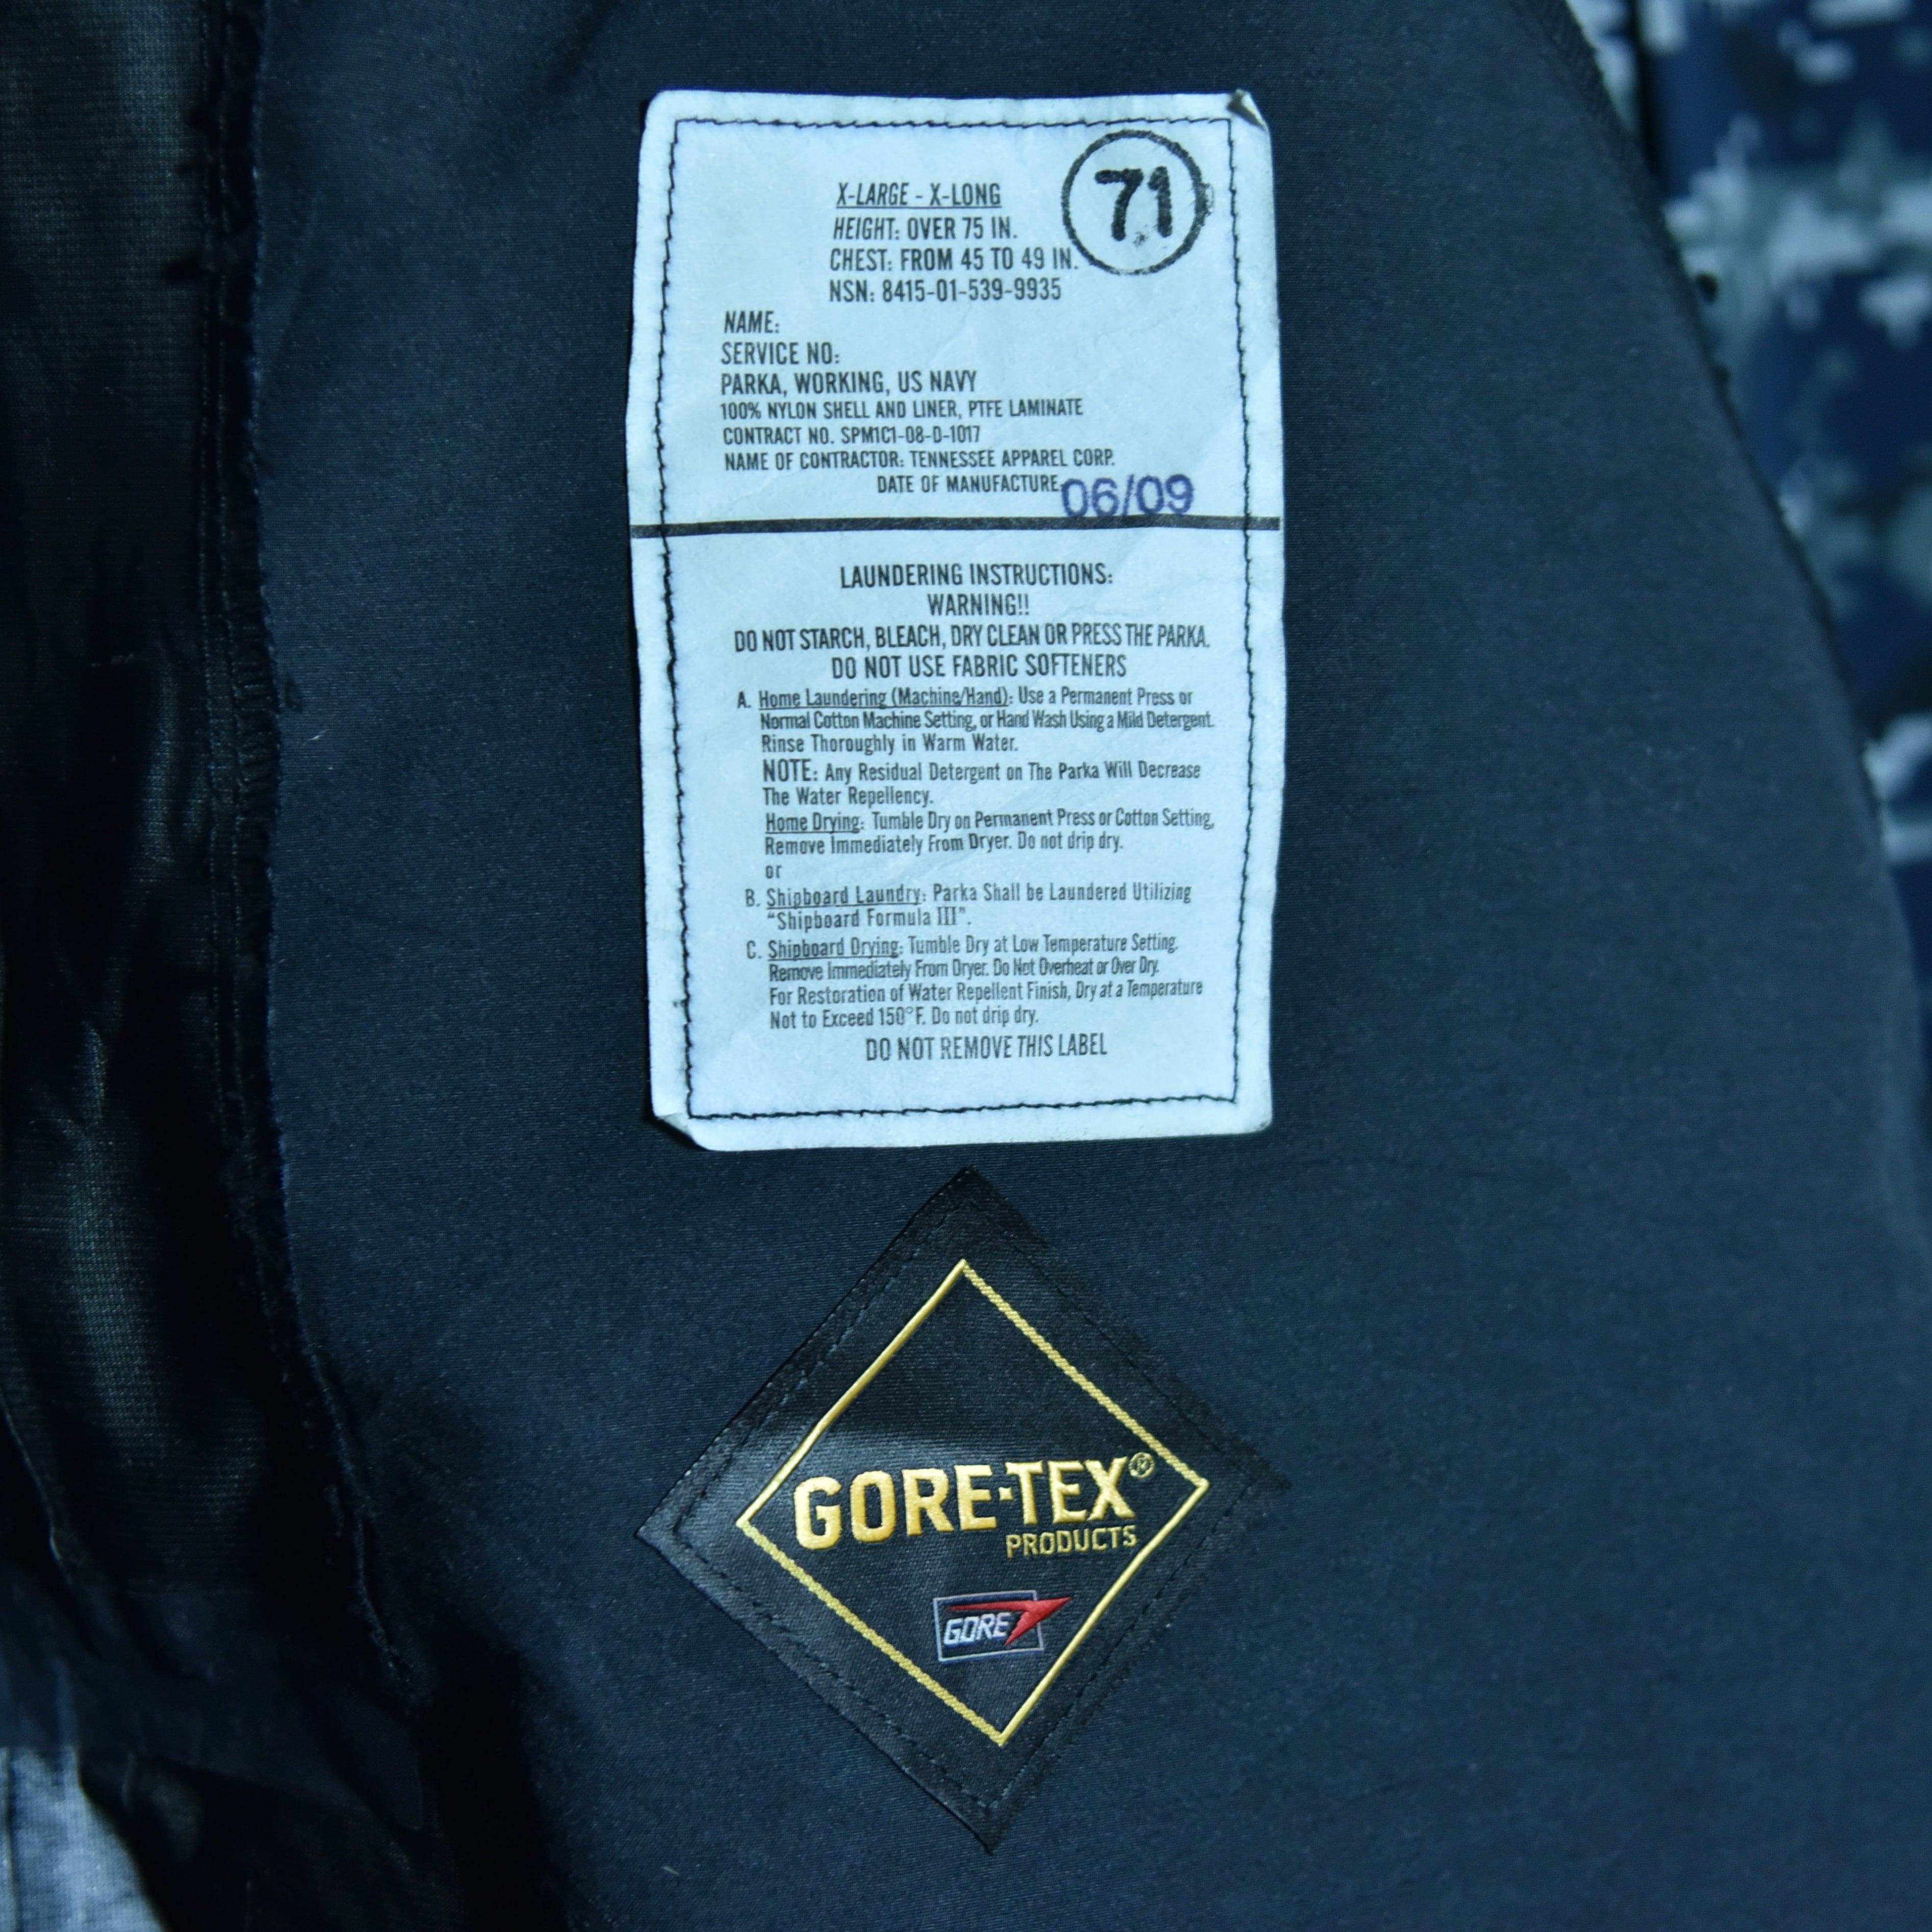 71
X-LARGE - X-LONG
HEIGHT: OVER 75 IN.
CHEST: FROM 45 TO 49 IN.
NSN: 8415-01-539-9935
NAME:
SERVICE NO:
PARKA, WORKING, US NAVY
100% NYLON SHELL AND LINER, PTFE LAMINATE
CONTRACT NO. SPM1C1-08-D-1017
NAME OF CONTRACTOR: TENNESSEE APPAREL CORP.
DATE OF MANUFACTURE: 06/09
LAUNDERING INSTRUCTIONS:
WARNING!!
DO NOT STARCH, BLEACH, DRY CLEAN OR PRESS THE PARKA.
DO NOT USE FABRIC SOFTENERS
A. Home Laundering (Machine/Hand): Use a Permanent Press or
Normal Cotton Machine Setting, or Hand Wash Using a Mild Detergent.
Rinse Thoroughly in Warm Water.
NOTE: Any Residual Detergent on The Parka Will Decrease
The Water Repellency.
Home Drying: Tumble Dry on Permanent Press or Cotton Setting,
Remove Immediately From Dryer. Do not drip dry.
or
B. Shipboard Laundry: Parka Shall be Laundered Utilizing
"Shipboard Formula III".
C. Shipboard Drying: Tumble Dry at Low Temperature Setting.
Remove Immediately From Dryer. Do Not Overheat or Over Dry.
For Restoration of Water Repellent Finish, Dry at a Temperature
Not to Exceed 150°F. Do not drip dry.
DO NOT REMOVE THIS LABEL
GORE-TEX®
PRODUCTS
GORE